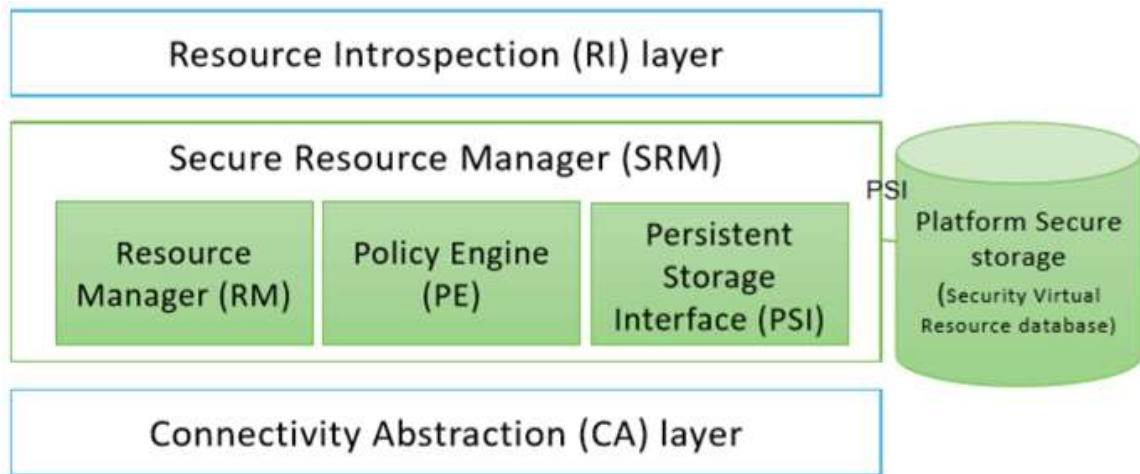 Resource Introspection (RI) layer
Secure Resource Manager (SRM)
Resource
Manager (RM)
Policy Engine
(PE)
Persistent
Storage
Interface (PSI)
PSI
Platform Secure
storage
(Security Virtual
Resource database)
Connectivity Abstraction (CA) layer